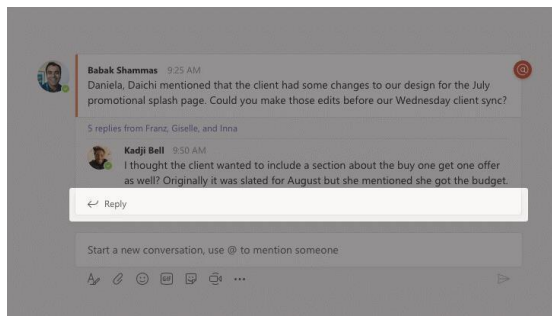 Babak Shammas 9:25 AM
@
Daniela, Daichi mentioned that the client had some changes to our design for the July
promotional splash page. Could you make those edits before our Wednesday client sync?
5 replies from Franz, Giselle, and Inna
Kadji Bell 9:50 AM
I thought the client wanted to include a section about the buy one get one offer
as well? Originally it was slated for August but she mentioned she got the budget.
Reply
Start a new conversation, use @ to mention someone
GIF